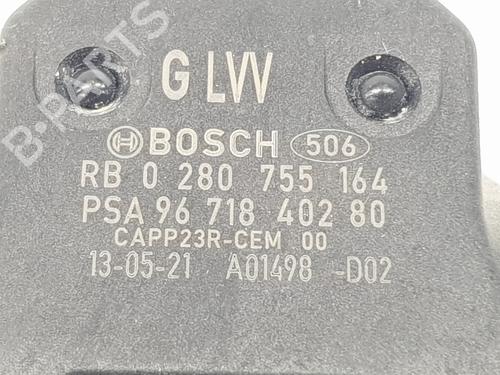 G LW
BOSCH 506
RB 0 280 755 164
PSA 96 718 402 80
CAPP23R-CEM 00
13-05-21 A01498 -D02
B-PARTS